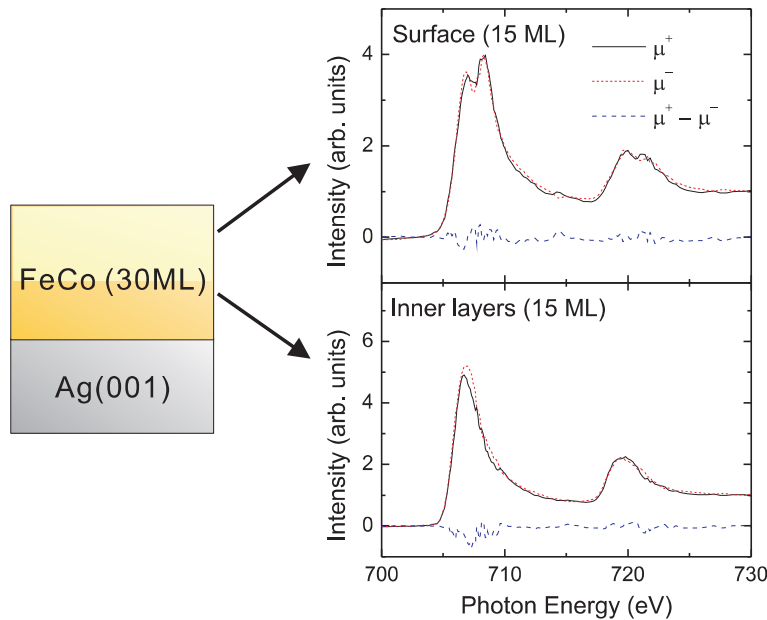 FeCo (30ML)
Ag(001)
Surface (15 ML)
μ⁺
μ⁻
μ⁺ – μ⁻
Intensity (arb. units)
4
2
0
Inner layers (15 ML)
Intensity (arb. units)
6
4
2
0
700
710
720
730
Photon Energy (eV)